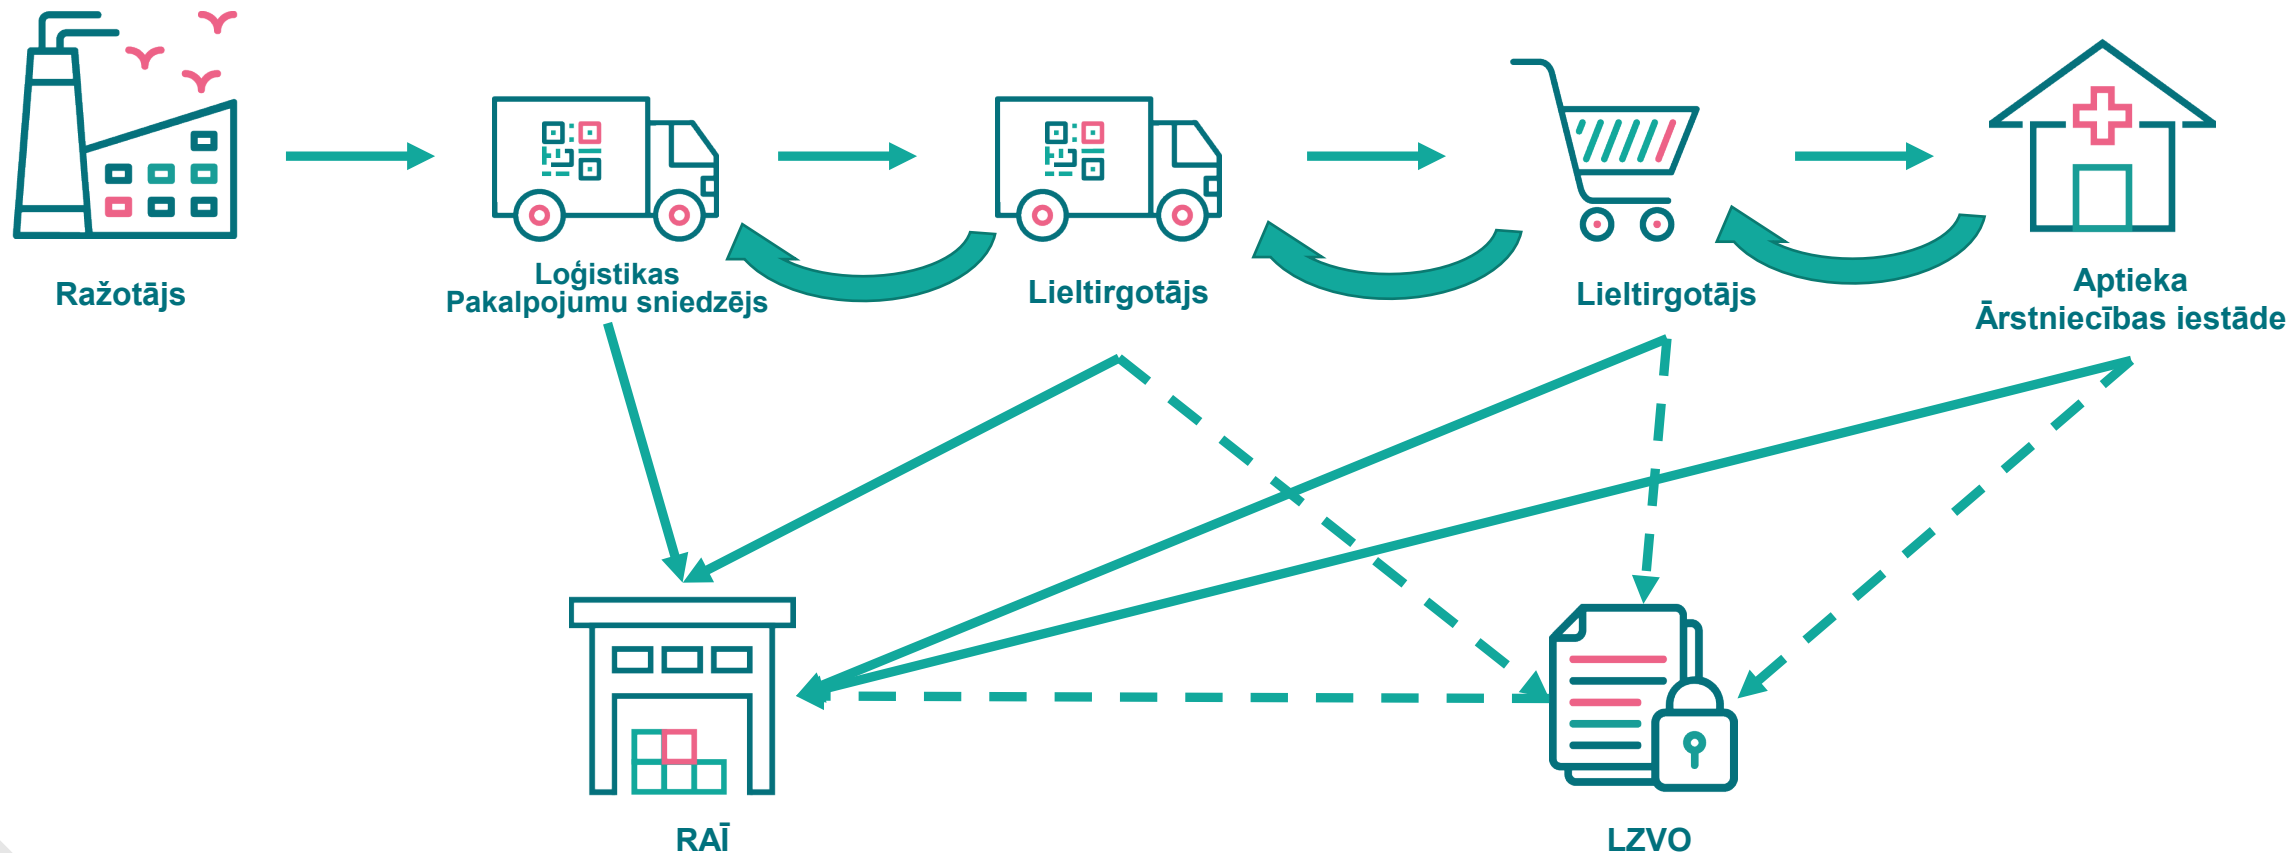 Ražotājs
Loģistikas
Pakalpojumu sniedzējs
Lieltirgotājs
Lieltirgotājs
Aptieka
Ārstniecības iestāde
RAĪ
LZVO